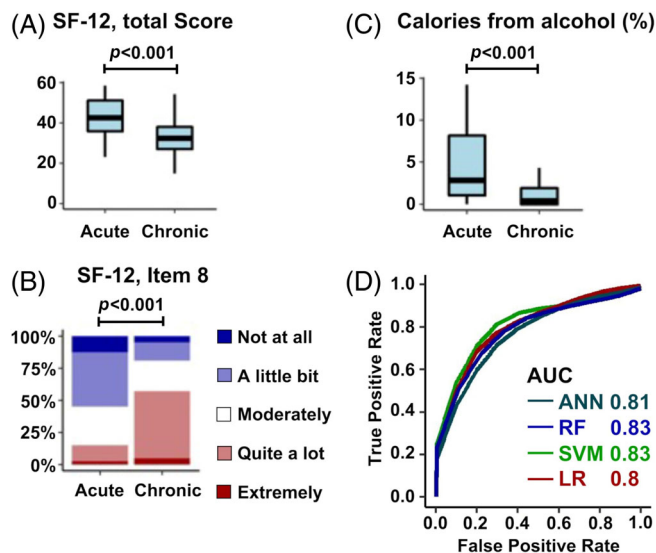 (A) SF-12, total Score
p<0.001
60
40
20
0
Acute Chronic
(C) Calories from alcohol (%)
p<0.001
15
10
5
0
Acute Chronic
(B) SF-12, Item 8
p<0.001
100%
75%
50%
25%
0%
Acute Chronic
Not at all
A little bit
Moderately
Quite a lot
Extremely
(D)
True Positive Rate
1.0
0.8
0.6
0.4
0.2
0.0
AUC
ANN 0.81
RF 0.83
SVM 0.83
LR 0.8
0.0 0.2 0.4 0.6 0.8 1.0
False Positive Rate